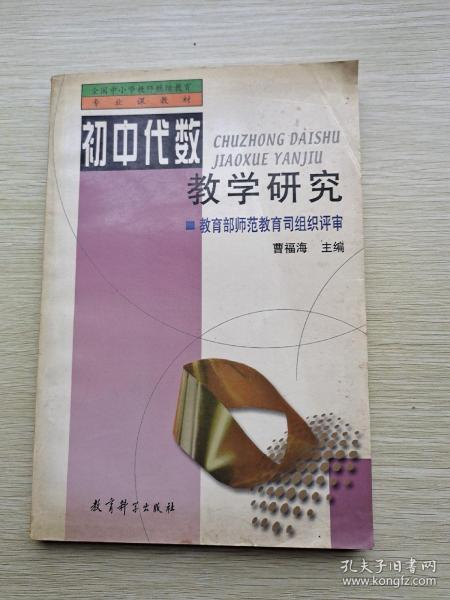 全国中小学教师继续教育
专业课教材
初中代数
CHUZHONG DAISHU
JIAOXUE YANJIU
教学研究
教育部师范教育司组织评审
曹福海 主编
教育科学出版社
孔夫子旧书网
www.kongfz.com